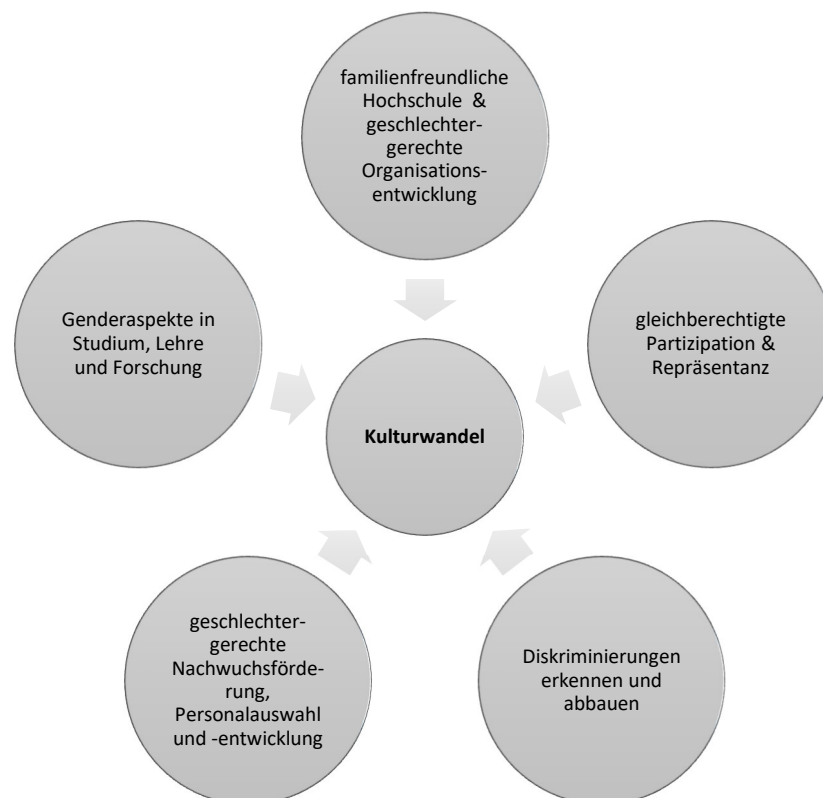 familienfreundliche
Hochschule &
geschlechter-
gerechte
Organisations-
entwicklung
Genderaspekte in
Studium, Lehre
und Forschung
gleichberechtigte
Partizipation &
Repräsentanz
Kulturwandel
geschlechter-
gerechte
Nachwuchsförde-
rung,
Personalauswahl
und -entwicklung
Diskriminierungen
erkennen und
abbauen